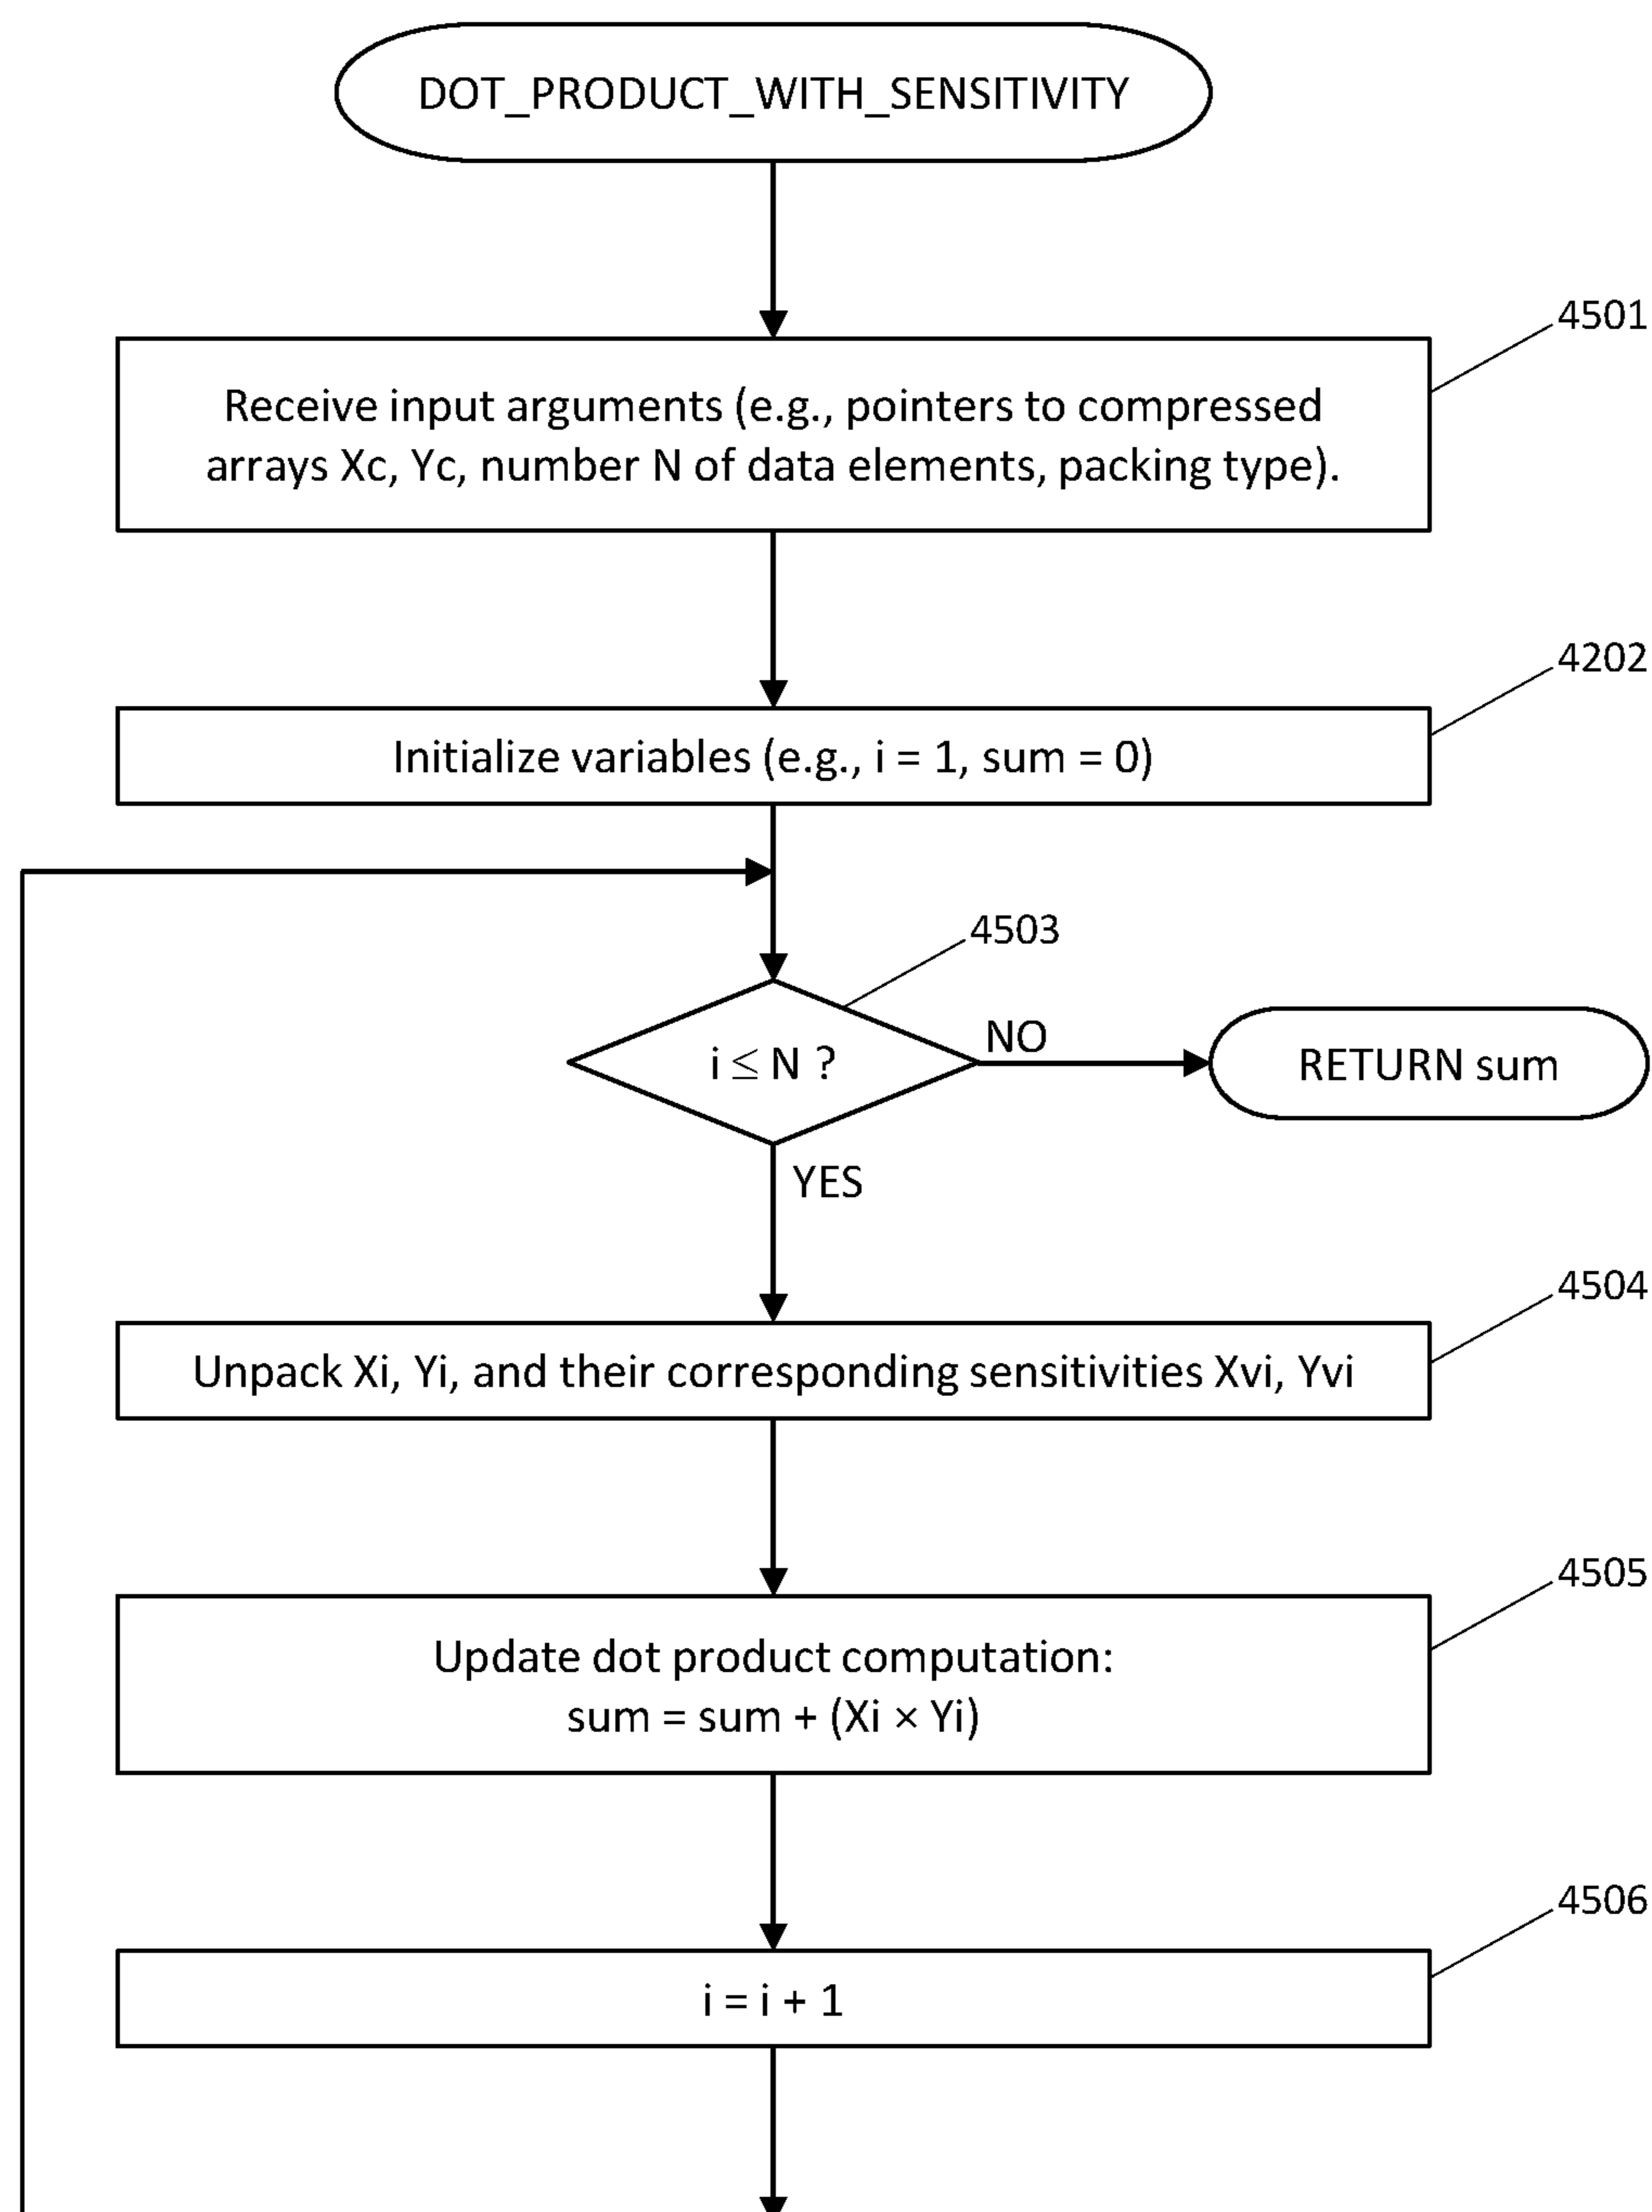 DOT_PRODUCT_WITH_SENSITIVITY
4501
Receive input arguments (e.g., pointers to compressed
arrays Xc, Yc, number N of data elements, packing type).
4202
Initialize variables (e.g., i = 1, sum = 0)
4503
i ≤ N ?
NO
RETURN sum
YES
4504
Unpack Xi, Yi, and their corresponding sensitivities Xvi, Yvi
4505
Update dot product computation:
sum = sum + (Xi × Yi)
4506
i = i + 1